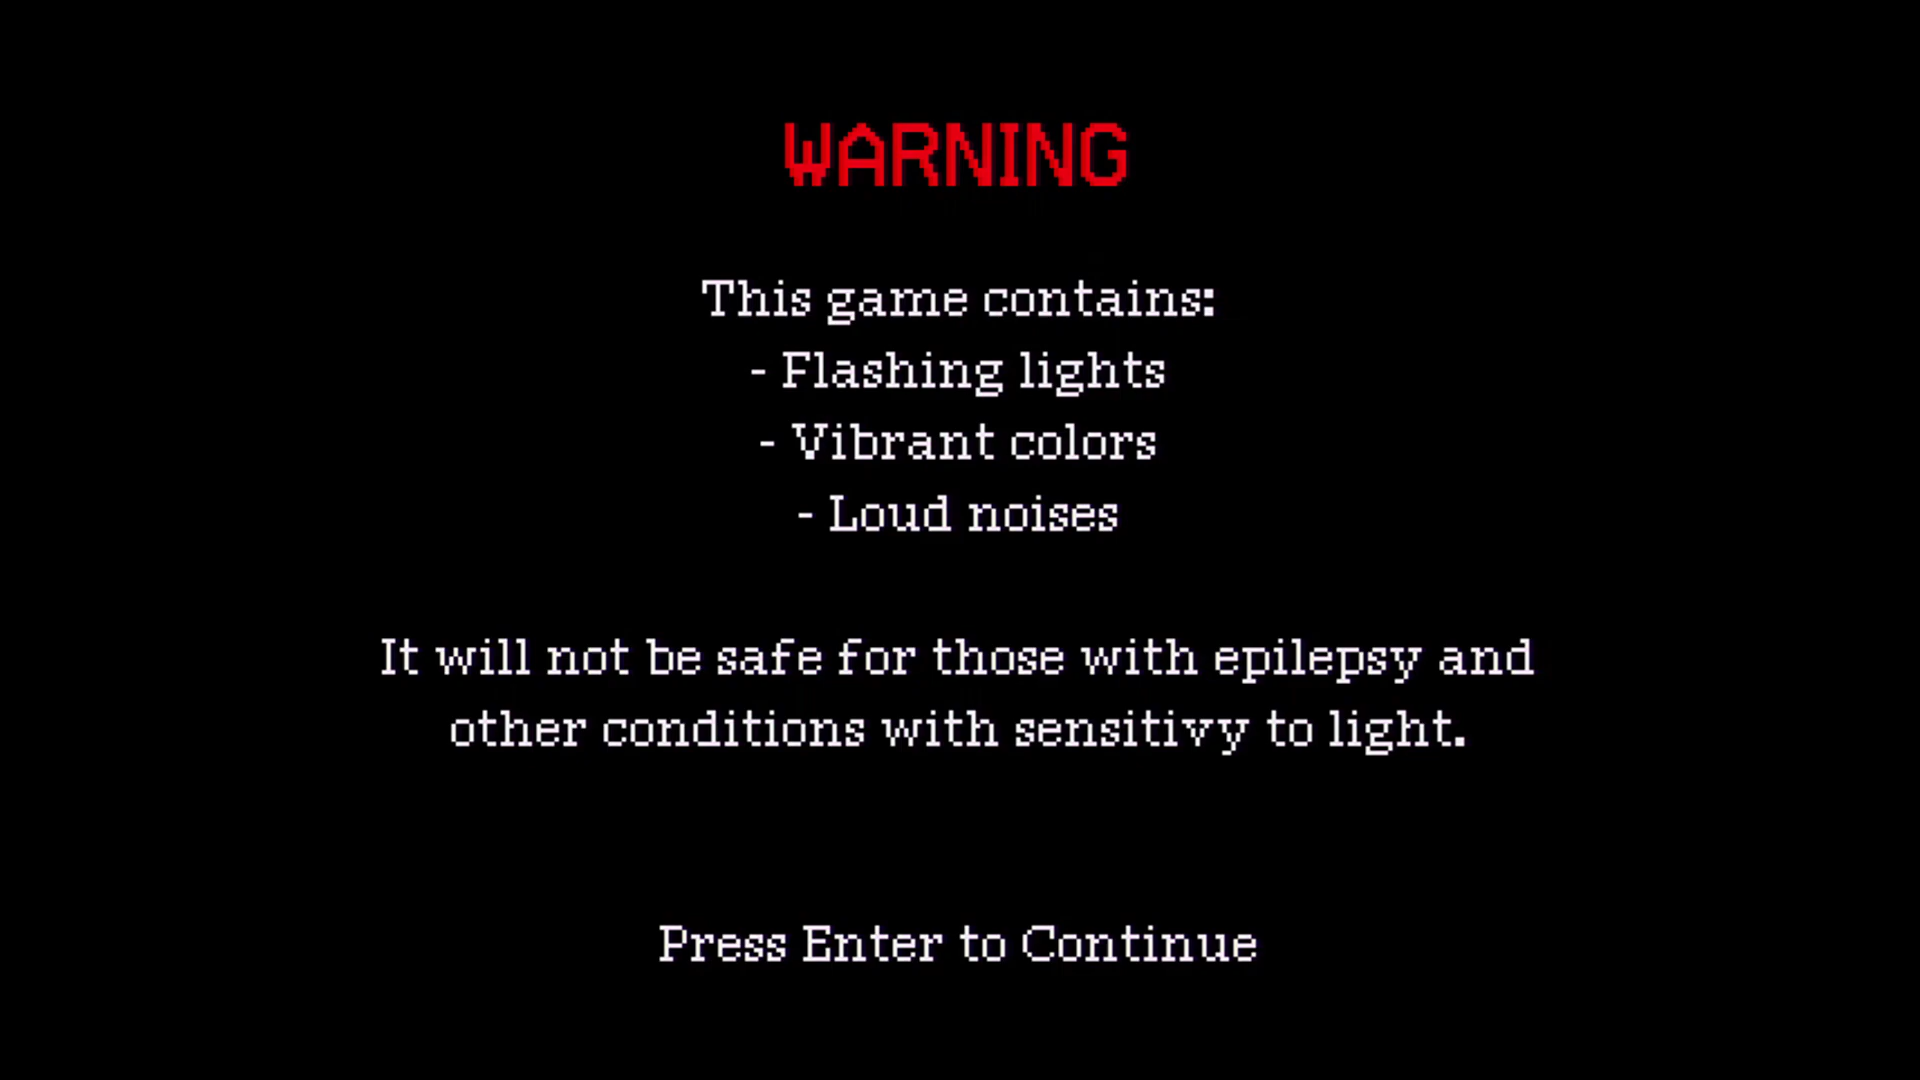 WARNING
This game contains:
- Flashing lights
- Vibrant colors
- Loud noises
It will not be safe for those with epilepsy and
other conditions with sensitivy to light.
Press Enter to Continue